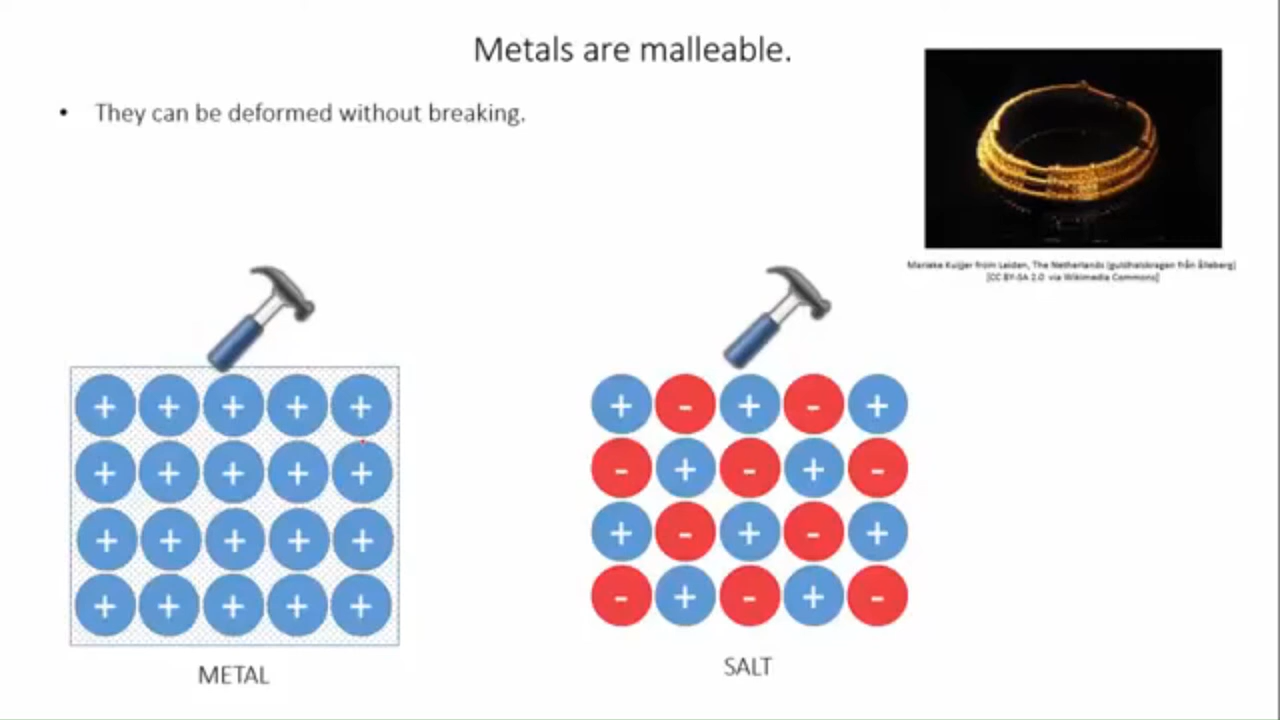 Metals are malleable.
• They can be deformed without breaking.
Marieke Kuijjer from Leiden, The Netherlands (guldhalskragen från Ålleberg)
[CC BY-SA 2.0 via Wikimedia Commons]
+ + + + +
+ + + + +
+ + + + +
+ + + + +
METAL
+ - + - +
- + - + -
+ - + - +
- + - + -
SALT